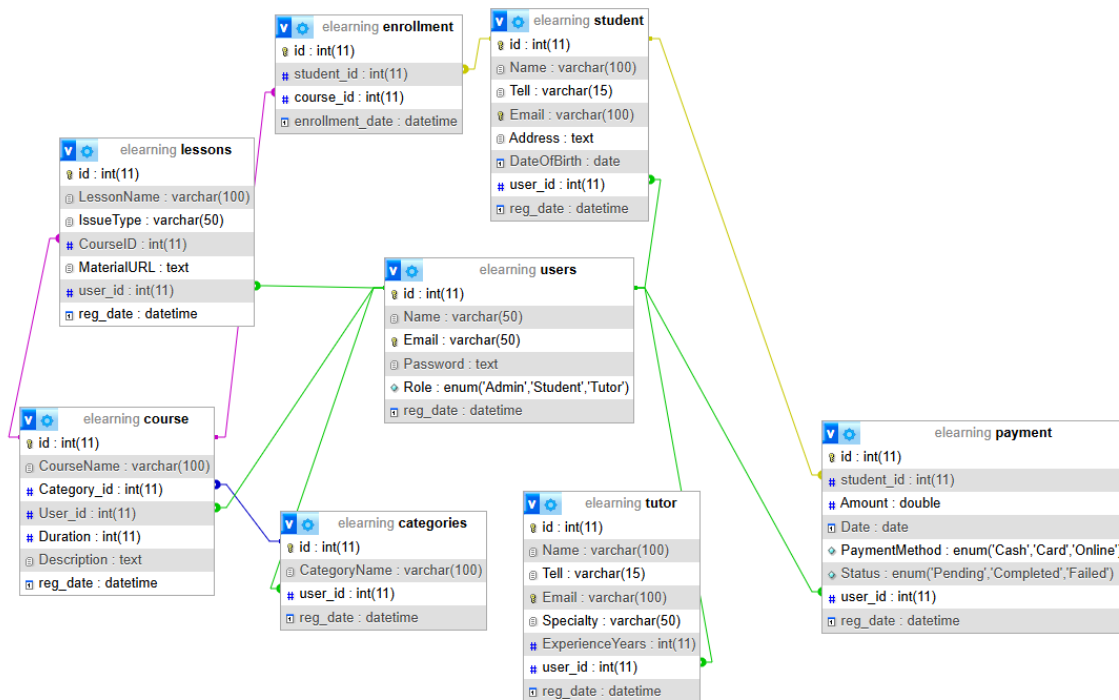 elearning enrollment
id : int(11)
student_id : int(11)
course_id : int(11)
enrollment_date : datetime
elearning student
id : int(11)
Name : varchar(100)
Tell : varchar(15)
Email : varchar(100)
Address : text
DateOfBirth : date
user_id : int(11)
reg_date : datetime
elearning lessons
id : int(11)
LessonName : varchar(100)
IssueType : varchar(50)
CourseID : int(11)
MaterialURL : text
user_id : int(11)
reg_date : datetime
elearning users
id : int(11)
Name : varchar(50)
Email : varchar(50)
Password : text
Role : enum('Admin','Student','Tutor')
reg_date : datetime
elearning course
id : int(11)
CourseName : varchar(100)
Category_id : int(11)
User_id : int(11)
Duration : int(11)
Description : text
reg_date : datetime
elearning categories
id : int(11)
CategoryName : varchar(100)
user_id : int(11)
reg_date : datetime
elearning tutor
id : int(11)
Name : varchar(100)
Tell : varchar(15)
Email : varchar(100)
Specialty : varchar(50)
ExperienceYears : int(11)
user_id : int(11)
reg_date : datetime
elearning payment
id : int(11)
student_id : int(11)
Amount : double
Date : date
PaymentMethod : enum('Cash','Card','Online')
Status : enum('Pending','Completed','Failed')
user_id : int(11)
reg_date : datetime